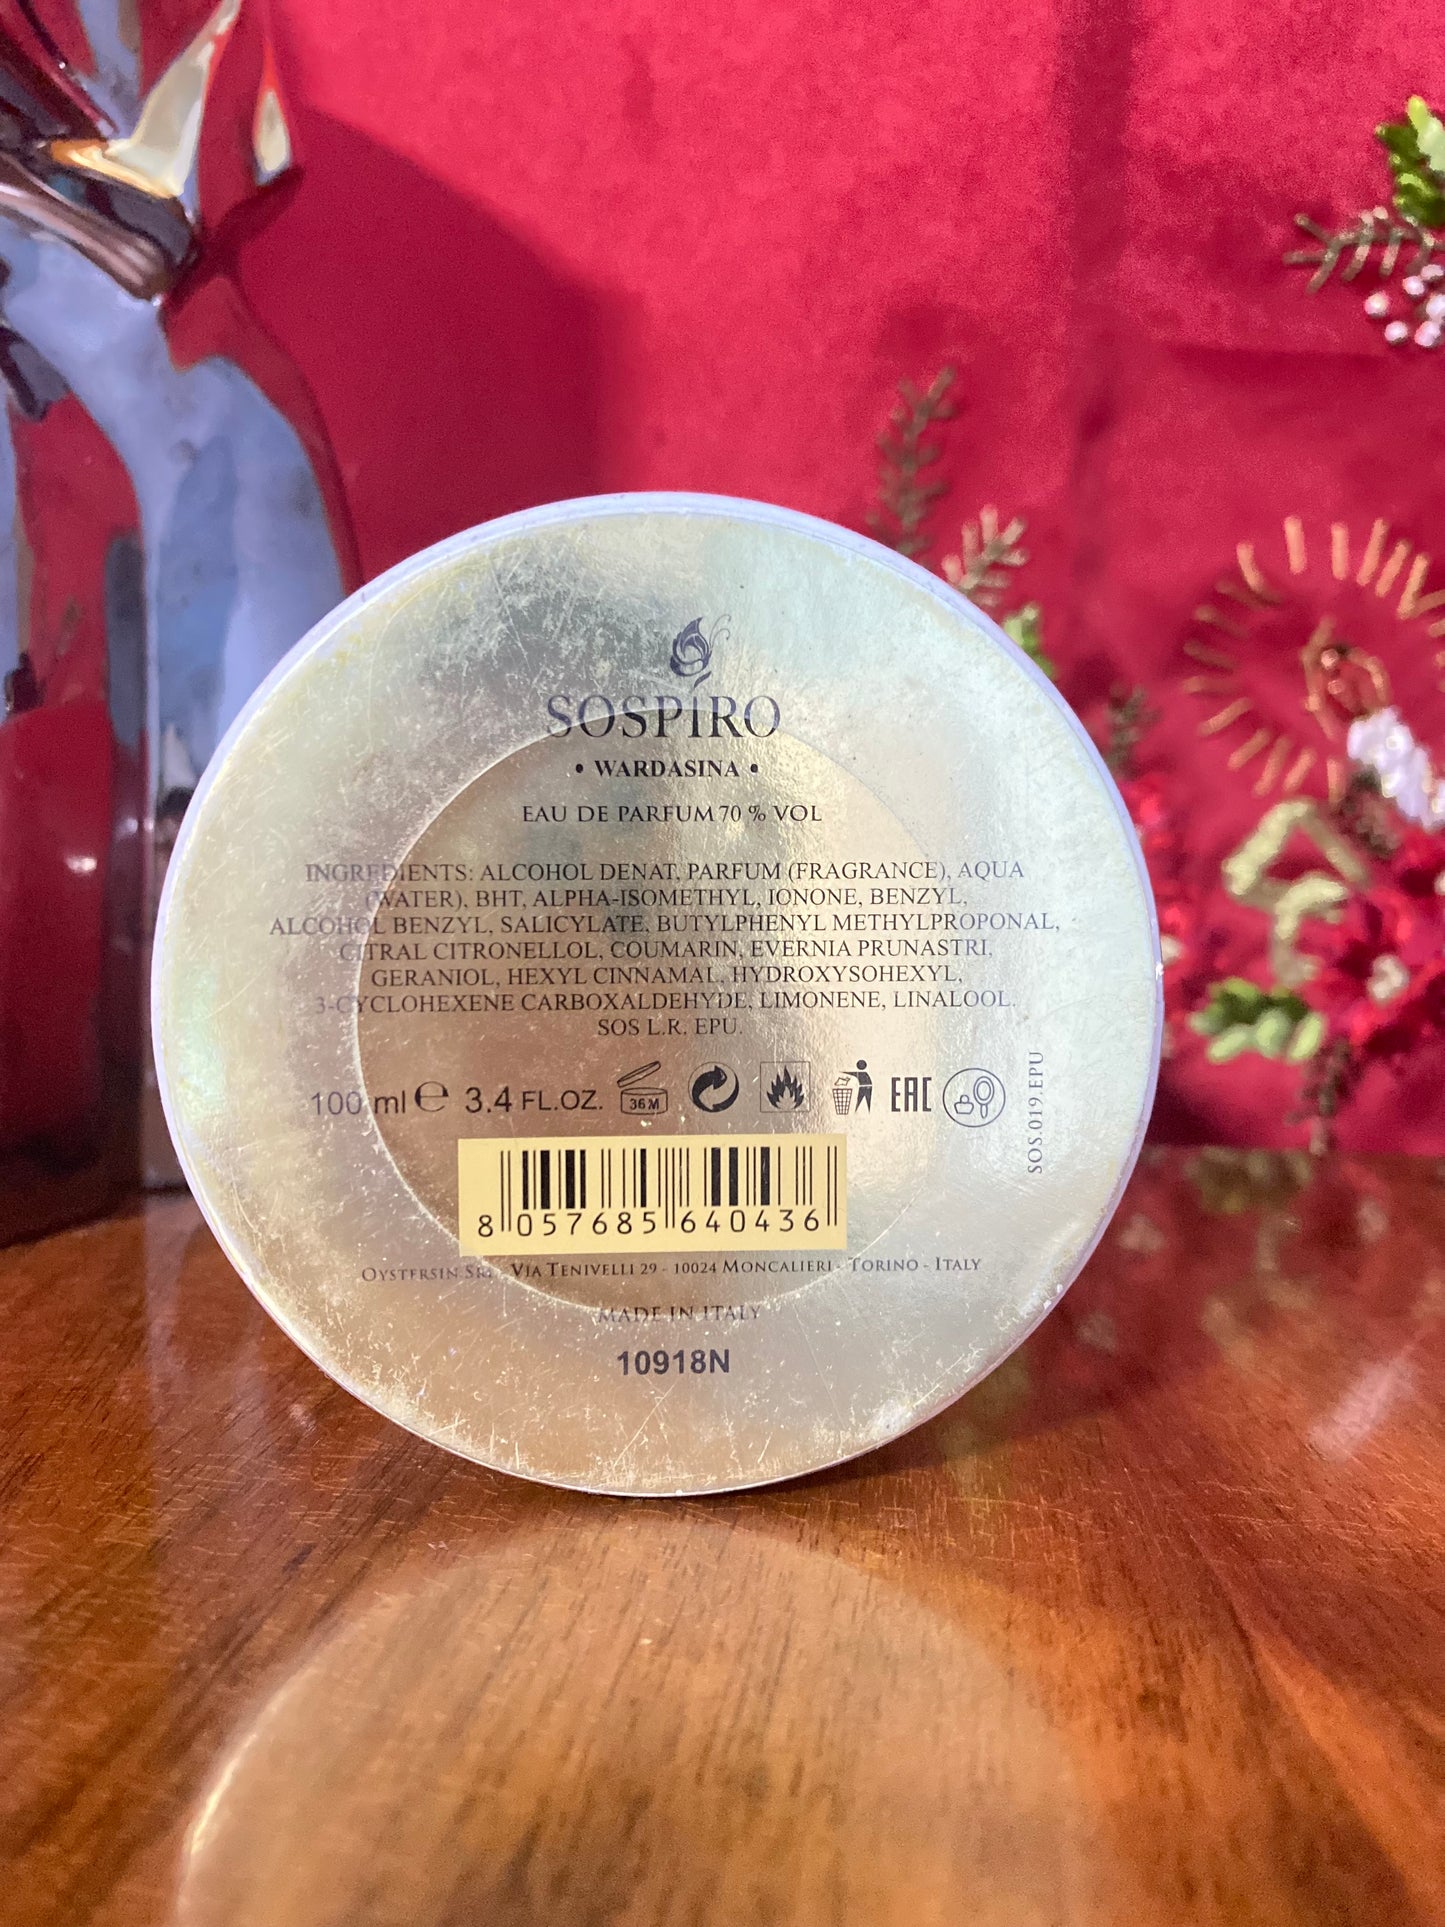 SOSPÍRO
• WARDASINA •
EAU DE PARFUM 70 % VOL
INGREDIENTS: ALCOHOL DENAT, PARFUM (FRAGRANCE), AQUA
(WATER), BHT, ALPHA-ISOMETHYL, IONONE, BENZYL,
ALCOHOL BENZYL, SALICYLATE, BUTYLPHENYL METHYLPROPONAL,
CITRAL CITRONELLOL, COUMARIN, EVERNIA PRUNASTRI,
GERANIOL, HEXYL CINNAMAL, HYDROXYSOHEXYL,
3-CYCLOHEXENE CARBOXALDEHYDE, LIMONENE, LINALOOL.
SOS L.R. EPU.
100 ml ℮ 3.4 FL.OZ. 36 M EAC
SOS.019.EPU
8 057685 640436
OYSTERSIN SRL - VIA TENIVELLI 29 - 10024 MONCALIERI - TORINO - ITALY
MADE IN ITALY
10918N